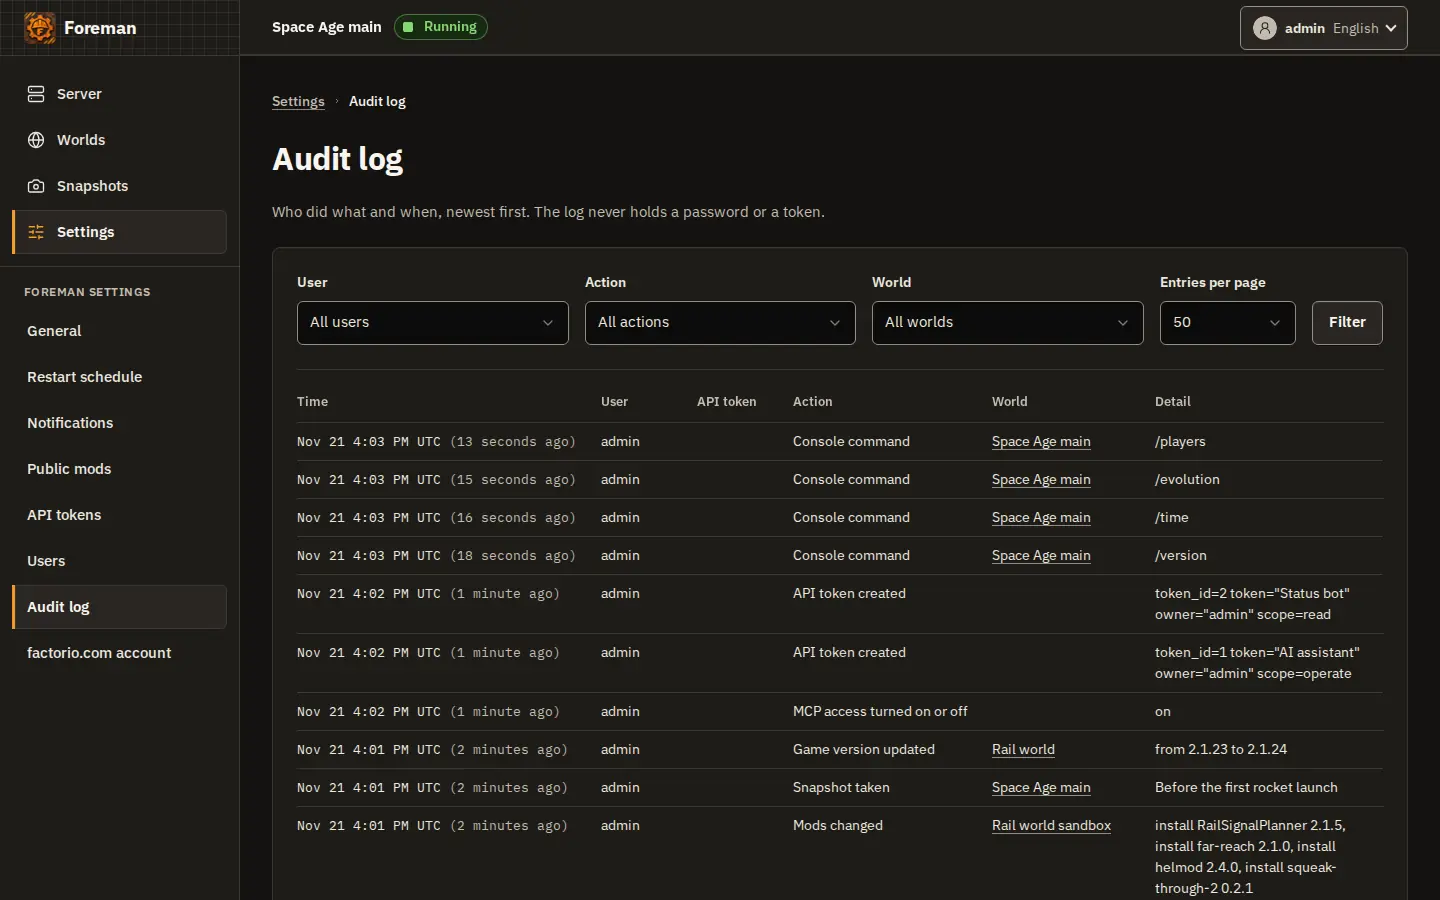 Foreman
Space Age main
Running
admin English
Server
Worlds
Snapshots
Settings
FOREMAN SETTINGS
General
Restart schedule
Notifications
Public mods
API tokens
Users
Audit log
factorio.com account
Settings › Audit log
Audit log
Who did what and when, newest first. The log never holds a password or a token.
User Action World Entries per page
All users All actions All worlds 50 Filter
Time User API token Action World Detail
Nov 21 4:03 PM UTC (13 seconds ago) admin Console command Space Age main /players
Nov 21 4:03 PM UTC (15 seconds ago) admin Console command Space Age main /evolution
Nov 21 4:03 PM UTC (16 seconds ago) admin Console command Space Age main /time
Nov 21 4:03 PM UTC (18 seconds ago) admin Console command Space Age main /version
Nov 21 4:02 PM UTC (1 minute ago) admin API token created token_id=2 token="Status bot"
owner="admin" scope=read
Nov 21 4:02 PM UTC (1 minute ago) admin API token created token_id=1 token="AI assistant"
owner="admin" scope=operate
Nov 21 4:02 PM UTC (1 minute ago) admin MCP access turned on or off on
Nov 21 4:01 PM UTC (2 minutes ago) admin Game version updated Rail world from 2.1.23 to 2.1.24
Nov 21 4:01 PM UTC (2 minutes ago) admin Snapshot taken Space Age main Before the first rocket launch
Nov 21 4:01 PM UTC (2 minutes ago) admin Mods changed Rail world sandbox install RailSignalPlanner 2.1.5,
install far-reach 2.1.0, install
helmod 2.4.0, install squeak-
through-2 0.2.1